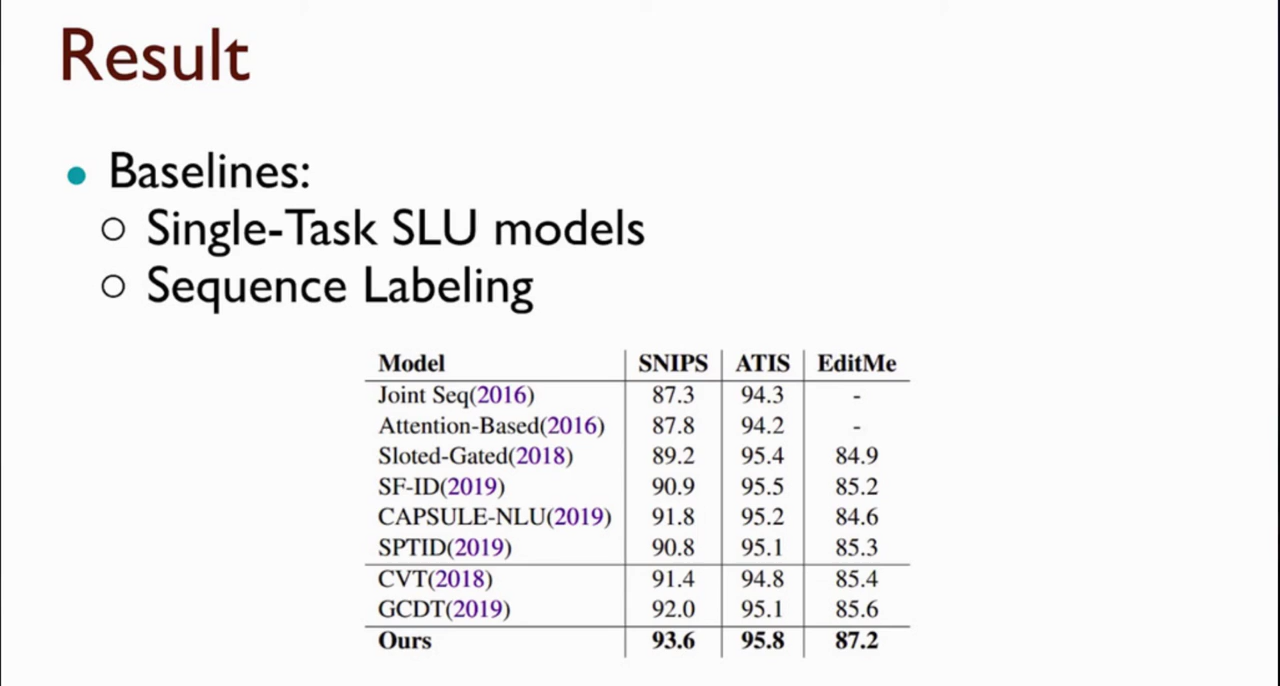 Result
Baselines:
Single-Task SLU models
Sequence Labeling
Model SNIPS ATIS EditMe
Joint Seq(2016) 87.3 94.3 -
Attention-Based(2016) 87.8 94.2 -
Sloted-Gated(2018) 89.2 95.4 84.9
SF-ID(2019) 90.9 95.5 85.2
CAPSULE-NLU(2019) 91.8 95.2 84.6
SPTID(2019) 90.8 95.1 85.3
CVT(2018) 91.4 94.8 85.4
GCDT(2019) 92.0 95.1 85.6
Ours 93.6 95.8 87.2